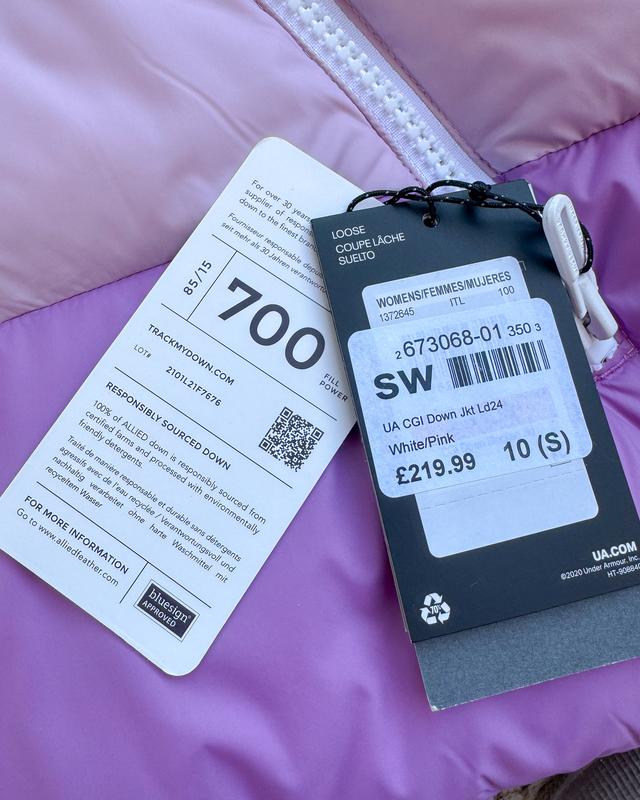 For over 30 years
supplier of respons
down to the finest bran
Fournisseur responsable depu
seit mehr als 30 Jahren verantwort
85/15
700
FILL
POWER
TRACKMYDOWN.COM
LOT# 2101L21F7676
RESPONSIBLY SOURCED DOWN
100% of ALLIED down is responsibly sourced from
certified farms and processed with environmentally
friendly detergents.
Traité de manière responsable et durable sans détergents
agressifs avec de l'eau recyclée / Verantwortungsvoll und
nachhaltig verarbeitet ohne harte Waschmittel mit
recyceltem Wasser
FOR MORE INFORMATION
Go to www.alliedfeather.com
bluesign®
APPROVED
LOOSE
COUPE LÂCHE
SUELTO
WOMENS/FEMMES/MUJERES
1372645 ITL 100
2 673068-01 350 3
SW
UA CGI Down Jkt Ld24
White/Pink
£219.99 10 (S)
UA.COM
©2020 Under Armour, Inc.
HT-908840
70%